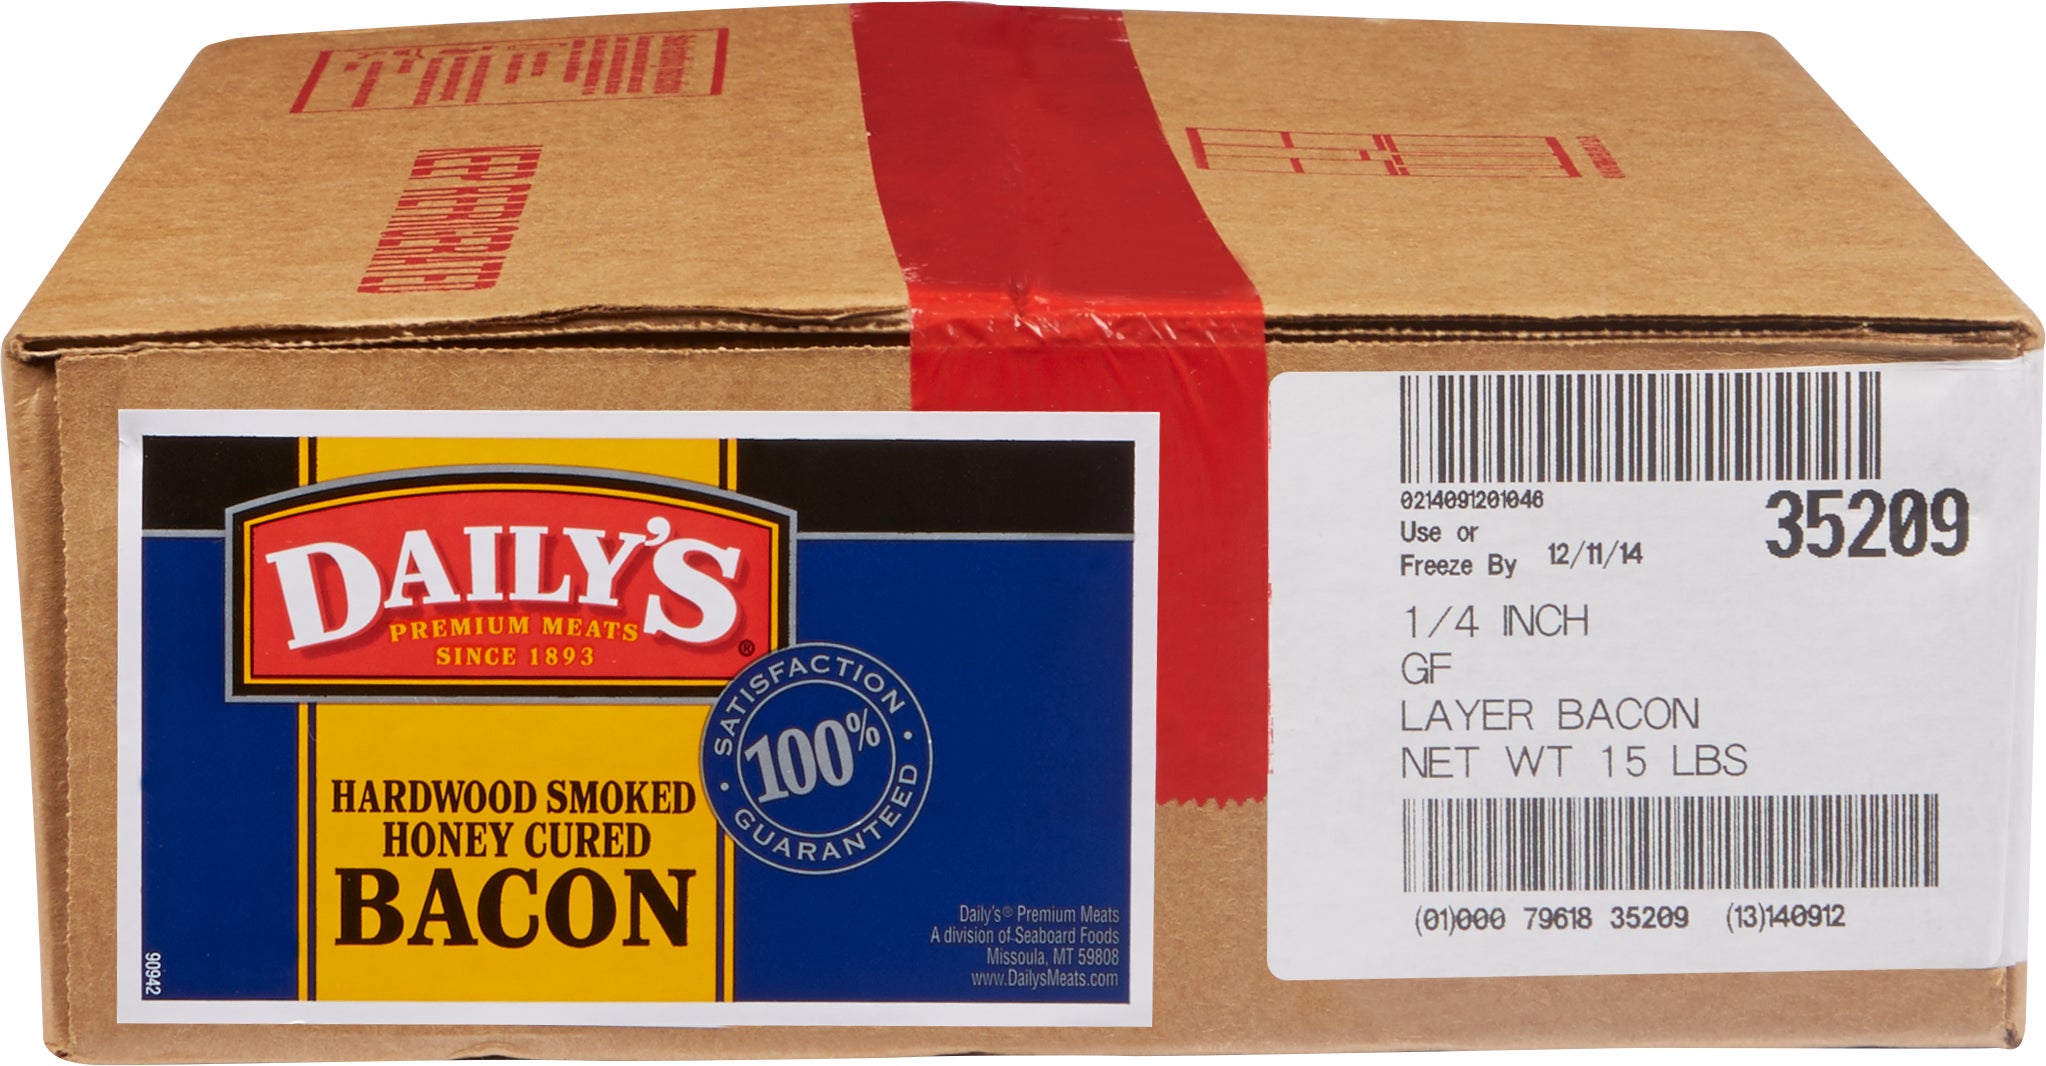 KEEP REFRIGERATED
DAILY'S
PREMIUM MEATS
SINCE 1893
®
SATISFACTION
100%
GUARANTEED
HARDWOOD SMOKED
HONEY CURED
BACON
Daily's® Premium Meats
A division of Seaboard Foods
Missoula, MT 59808
www.DailysMeats.com
90942
0214091201046
35209
Use or
Freeze By 12/11/14
1/4 INCH
GF
LAYER BACON
NET WT 15 LBS
(01)000 79618 35209 (13)140912